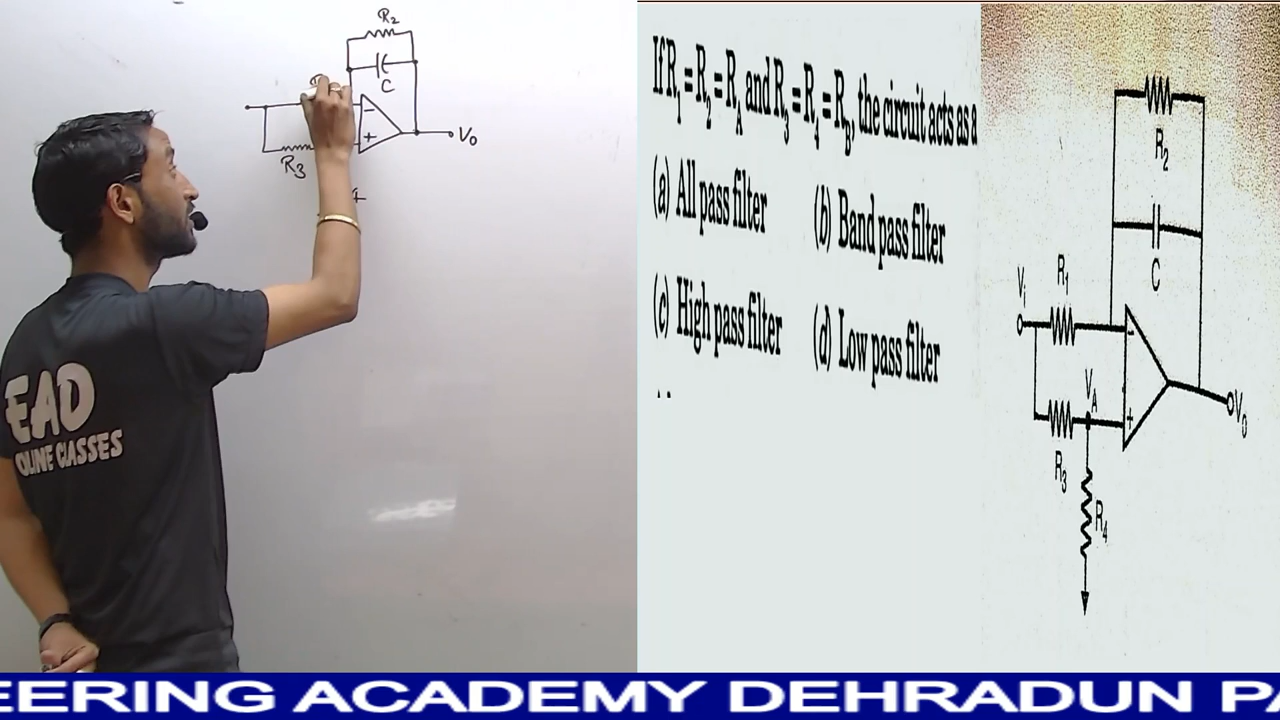 R2
C
R3
V0
EAD
ONLINE CLASSES
If R1 = R2 = RA and R3 = R4 = Rb, the circuit acts as a
(a) All pass filter (b) Band pass filter
(c) High pass filter (d) Low pass filter
R2
C
R1
Vi
VA
R3
R4
V0
EERING ACADEMY DEHRADUN PA